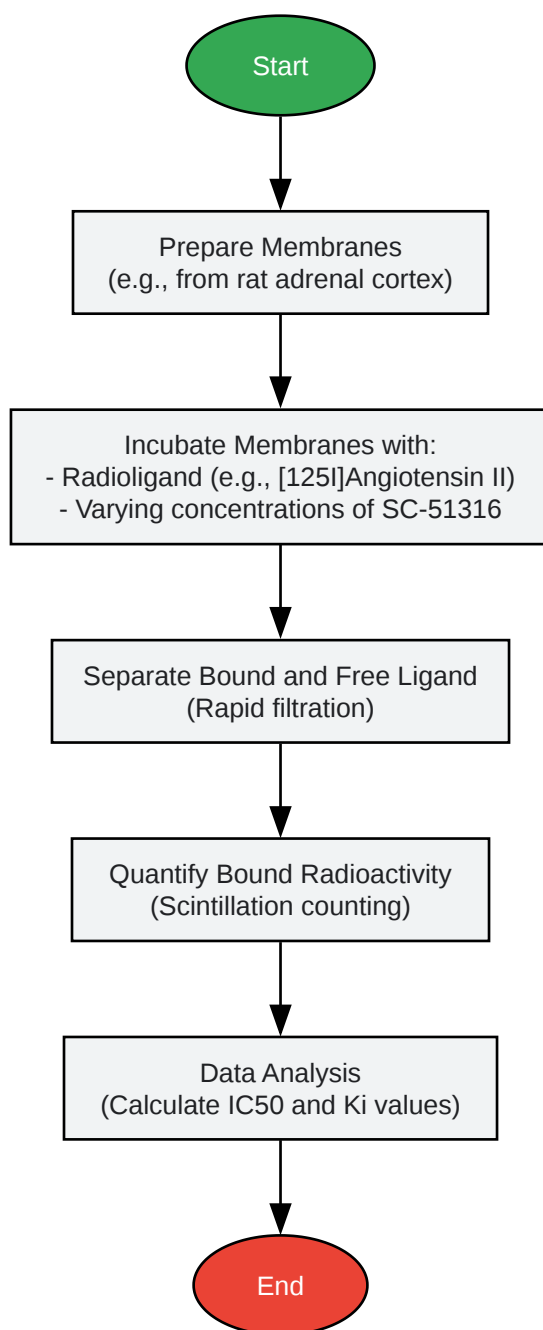 Start
Prepare Membranes
(e.g., from rat adrenal cortex)
Incubate Membranes with:
- Radioligand (e.g., [125I]Angiotensin II)
- Varying concentrations of SC-51316
Separate Bound and Free Ligand
(Rapid filtration)
Quantify Bound Radioactivity
(Scintillation counting)
Data Analysis
(Calculate IC50 and Ki values)
End